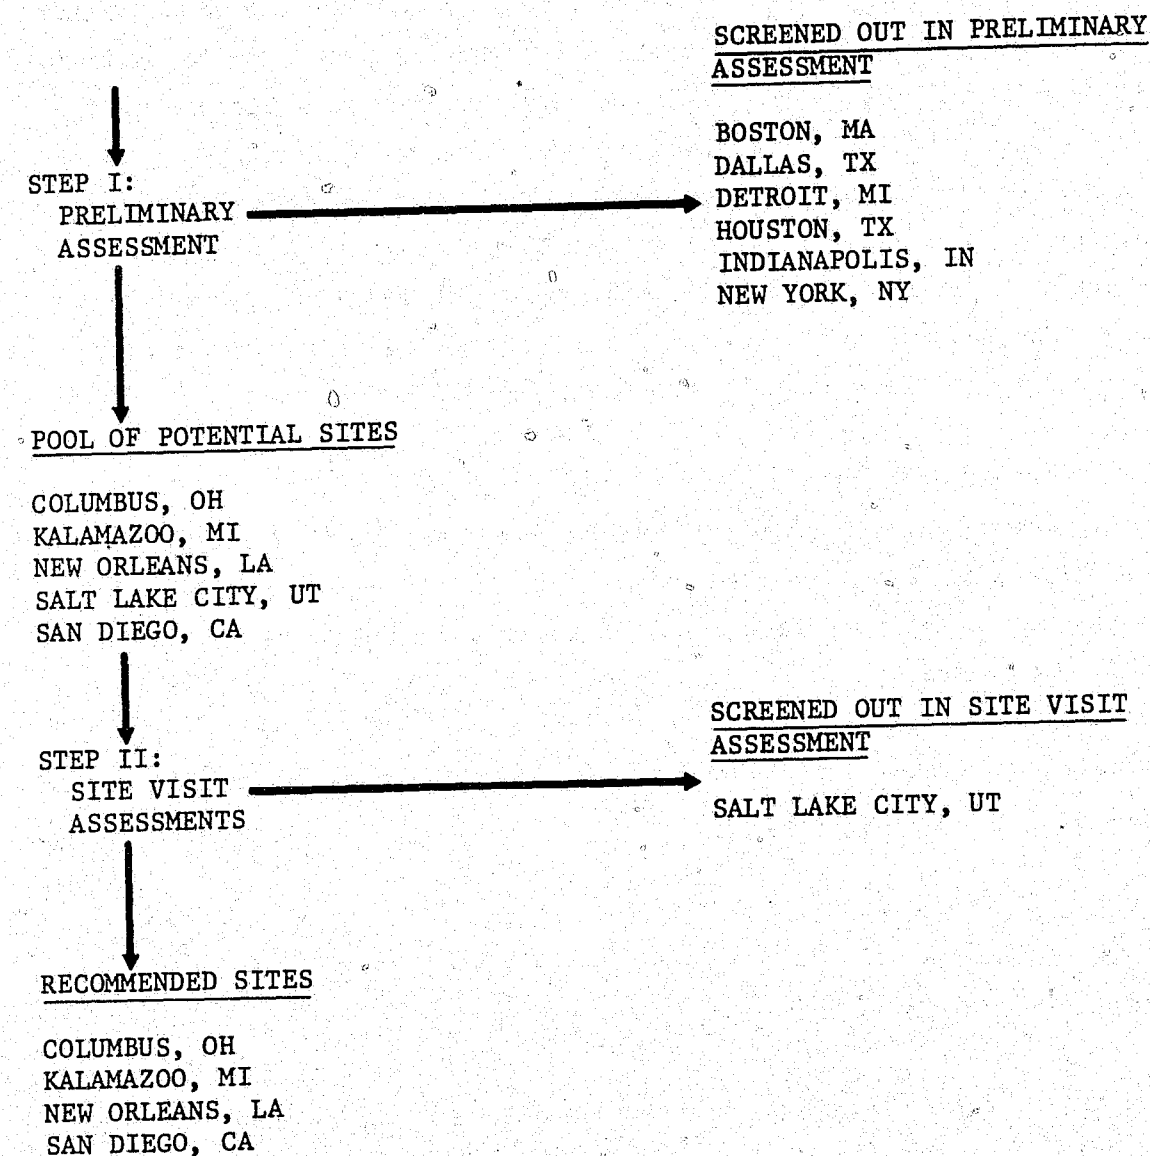 SCREENED OUT IN PRELIMINARY
ASSESSMENT
BOSTON, MA
DALLAS, TX
DETROIT, MI
HOUSTON, TX
INDIANAPOLIS, IN
NEW YORK, NY
STEP I:
PRELIMINARY
ASSESSMENT
POOL OF POTENTIAL SITES
COLUMBUS, OH
KALAMAZOO, MI
NEW ORLEANS, LA
SALT LAKE CITY, UT
SAN DIEGO, CA
STEP II:
SITE VISIT
ASSESSMENTS
SCREENED OUT IN SITE VISIT
ASSESSMENT
SALT LAKE CITY, UT
RECOMMENDED SITES
COLUMBUS, OH
KALAMAZOO, MI
NEW ORLEANS, LA
SAN DIEGO, CA